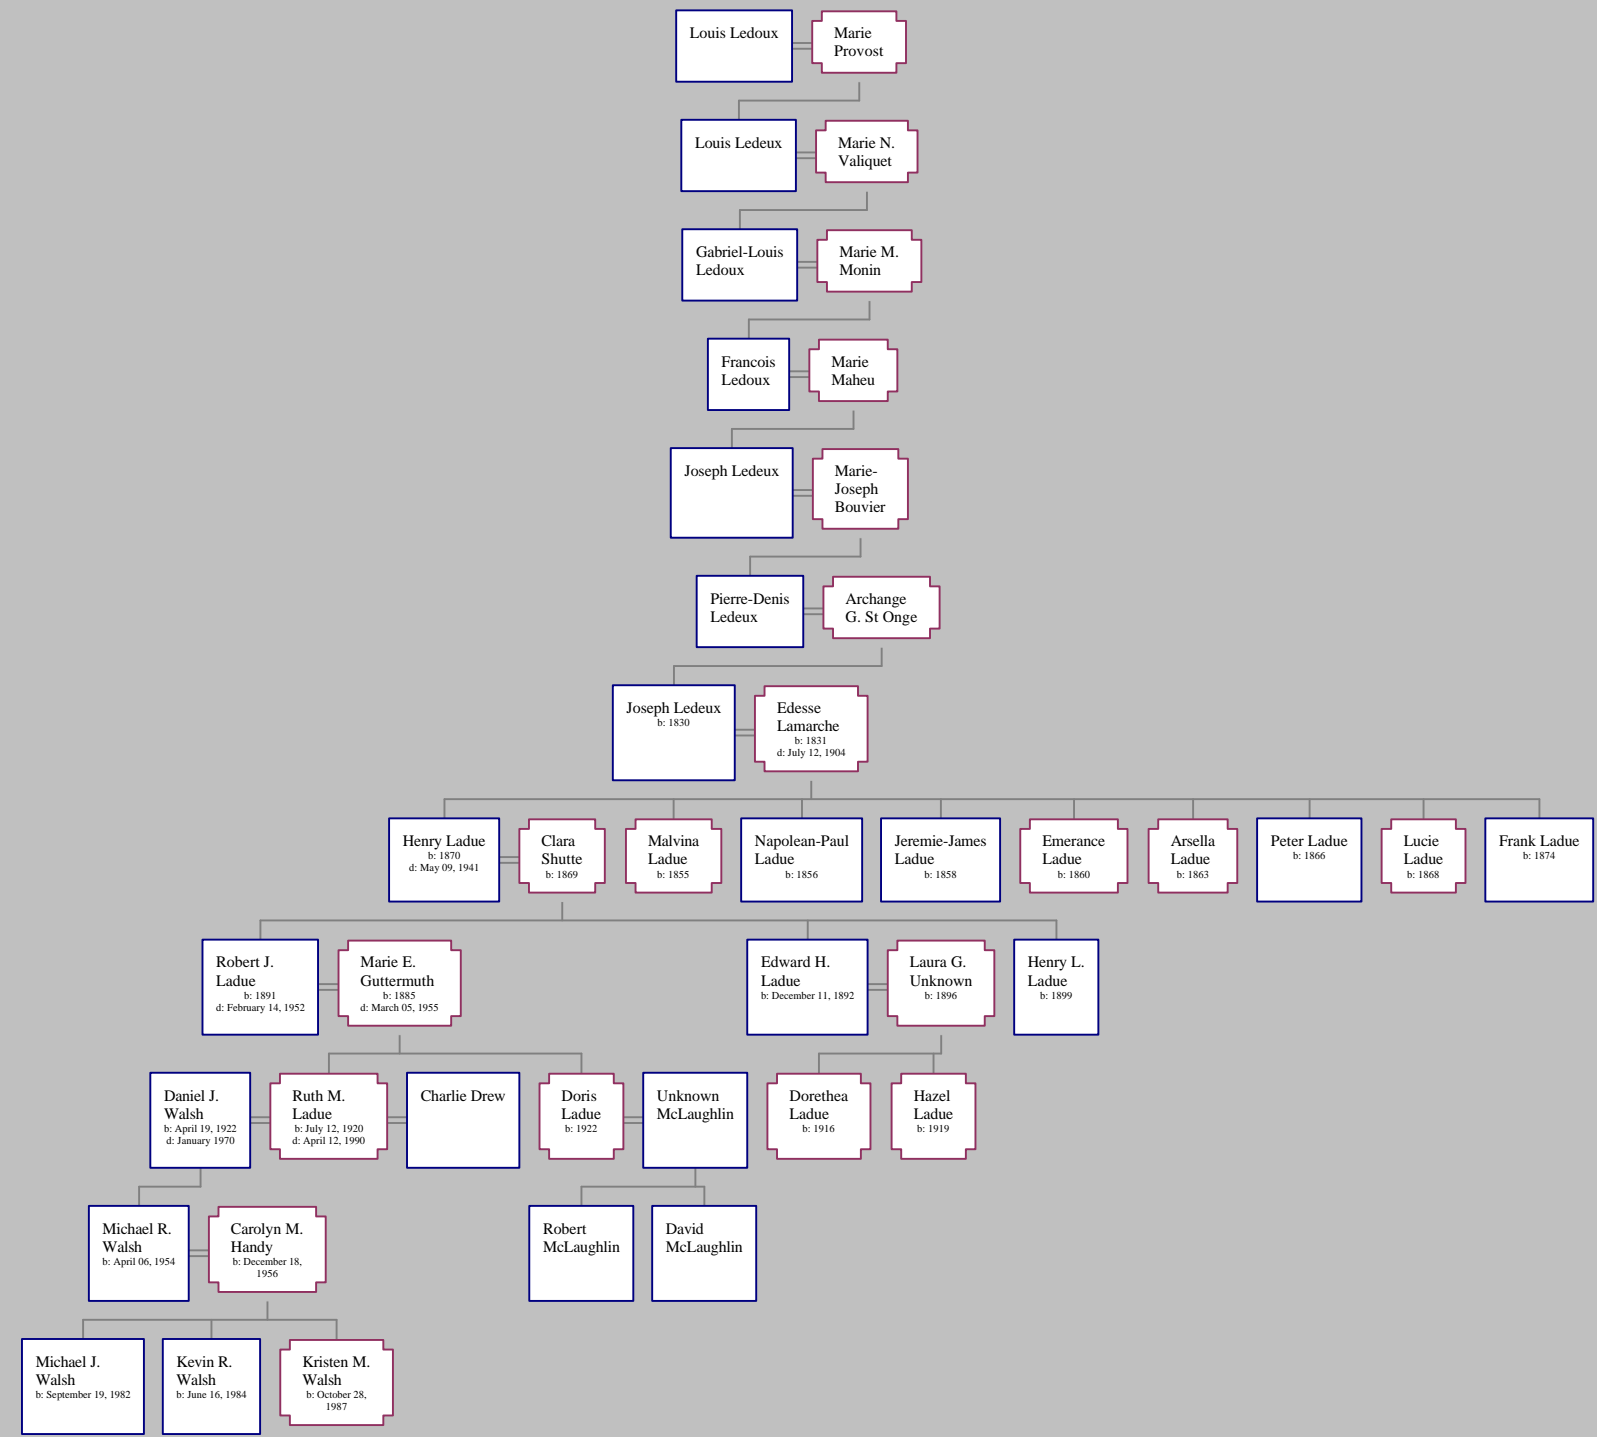 Louis Ledoux
Marie
Provost
Louis Ledeux
Marie N.
Valiquet
Gabriel-Louis
Ledoux
Marie M.
Monin
Francois
Ledoux
Marie
Maheu
Joseph Ledeux
Marie-
Joseph
Bouvier
Pierre-Denis
Ledeux
Archange
G. St Onge
Joseph Ledeux
b: 1830
Edesse
Lamarche
b: 1831
d: July 12, 1904
Henry Ladue
b: 1870
d: May 09, 1941
Clara
Shutte
b: 1869
Malvina
Ladue
b: 1855
Napolean-Paul
Ladue
b: 1856
Jeremie-James
Ladue
b: 1858
Emerance
Ladue
b: 1860
Arsella
Ladue
b: 1863
Peter Ladue
b: 1866
Lucie
Ladue
b: 1868
Frank Ladue
b: 1874
Robert J.
Ladue
b: 1891
d: February 14, 1952
Marie E.
Guttermuth
b: 1885
d: March 05, 1955
Edward H.
Ladue
b: December 11, 1892
Laura G.
Unknown
b: 1896
Henry L.
Ladue
b: 1899
Daniel J.
Walsh
b: April 19, 1922
d: January 1970
Ruth M.
Ladue
b: July 12, 1920
d: April 12, 1990
Charlie Drew
Doris
Ladue
b: 1922
Unknown
McLaughlin
Dorethea
Ladue
b: 1916
Hazel
Ladue
b: 1919
Michael R.
Walsh
b: April 06, 1954
Carolyn M.
Handy
b: December 18,
1956
Robert
McLaughlin
David
McLaughlin
Michael J.
Walsh
b: September 19, 1982
Kevin R.
Walsh
b: June 16, 1984
Kristen M.
Walsh
b: October 28,
1987